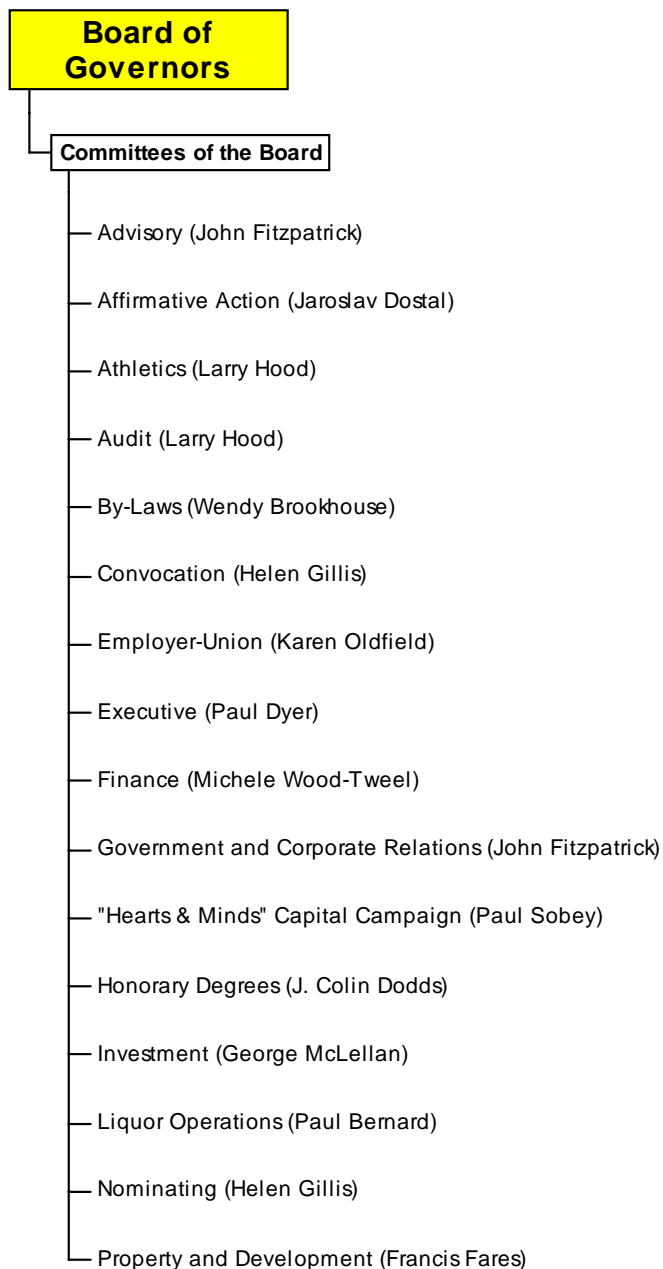 Board of
Governors
Committees of the Board
Advisory (John Fitzpatrick)
Affirmative Action (Jaroslav Dostal)
Athletics (Larry Hood)
Audit (Larry Hood)
By-Laws (Wendy Brookhouse)
Convocation (Helen Gillis)
Employer-Union (Karen Oldfield)
Executive (Paul Dyer)
Finance (Michele Wood-Tweel)
Government and Corporate Relations (John Fitzpatrick)
"Hearts & Minds" Capital Campaign (Paul Sobey)
Honorary Degrees (J. Colin Dodds)
Investment (George McLellan)
Liquor Operations (Paul Bernard)
Nominating (Helen Gillis)
Property and Development (Francis Fares)